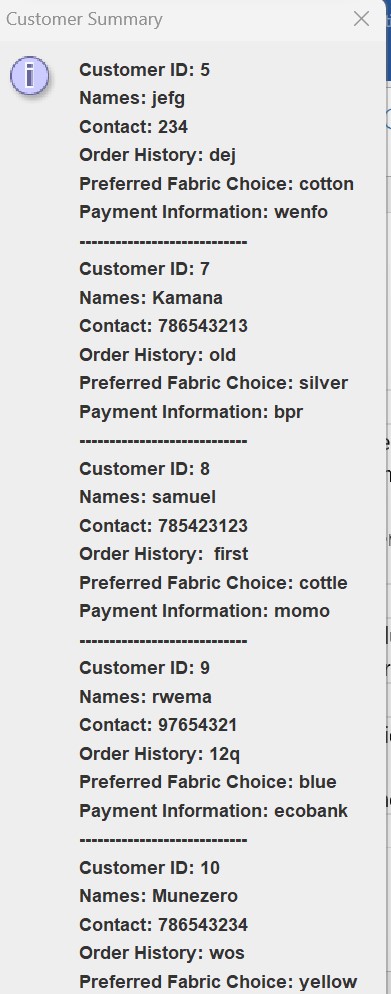 Customer Summary
Customer ID: 5
Names: jefg
Contact: 234
Order History: dej
Preferred Fabric Choice: cotton
Payment Information: wenfo
----------------------------
Customer ID: 7
Names: Kamana
Contact: 786543213
Order History: old
Preferred Fabric Choice: silver
Payment Information: bpr
----------------------------
Customer ID: 8
Names: samuel
Contact: 785423123
Order History:  first
Preferred Fabric Choice: cottle
Payment Information: momo
----------------------------
Customer ID: 9
Names: rwema
Contact: 97654321
Order History: 12q
Preferred Fabric Choice: blue
Payment Information: ecobank
----------------------------
Customer ID: 10
Names: Munezero
Contact: 786543234
Order History: wos
Preferred Fabric Choice: yellow